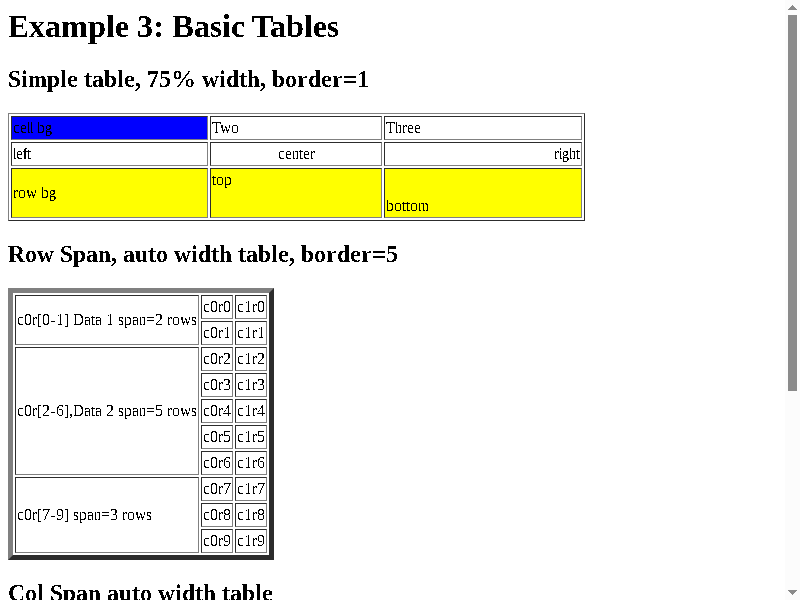 Example 3: Basic Tables
Simple table, 75% width, border=1
cell bg Two Three
left center right
row bg top bottom
Row Span, auto width table, border=5
c0r[0-1] Data 1 span=2 rows c0r0 c1r0
c0r1 c1r1
c0r[2-6],Data 2 span=5 rows c0r2 c1r2
c0r3 c1r3
c0r4 c1r4
c0r5 c1r5
c0r6 c1r6
c0r[7-9] span=3 rows c0r7 c1r7
c0r8 c1r8
c0r9 c1r9
Col Span auto width table